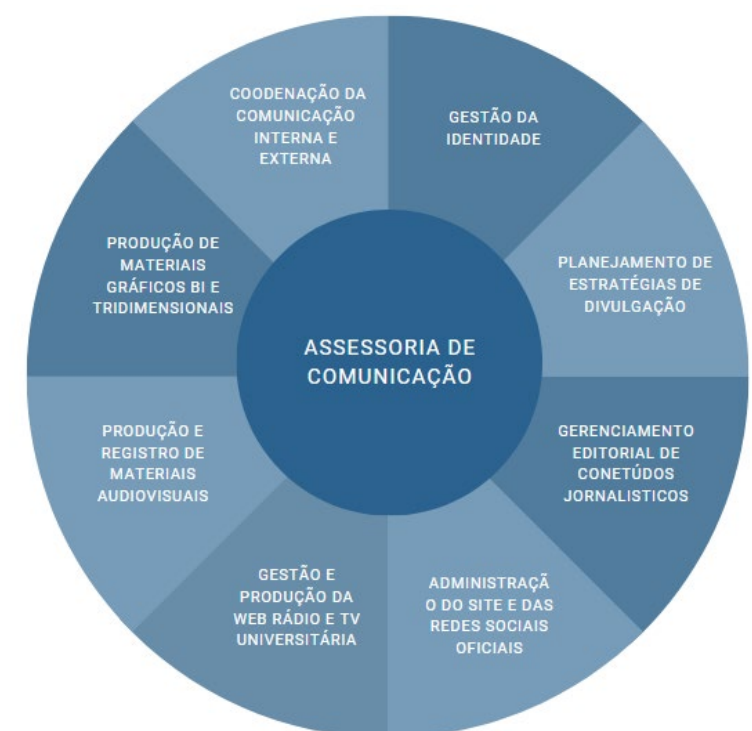 COODENAÇÃO DA
COMUNICAÇÃO
INTERNA E
EXTERNA
GESTÃO DA
IDENTIDADE
PLANEJAMENTO DE
ESTRATÉGIAS DE
DIVULGAÇÃO
GERENCIAMENTO
EDITORIAL DE
CONETÚDOS
JORNALISTICOS
ADMINISTRAÇÃ
O DO SITE E DAS
REDES SOCIAIS
OFICIAIS
GESTÃO E
PRODUÇÃO DA
WEB RÁDIO E TV
UNIVERSITÁRIA
PRODUÇÃO E
REGISTRO DE
MATERIAIS
AUDIOVISUAIS
PRODUÇÃO DE
MATERIAIS
GRÁFICOS BI E
TRIDIMENSIONAIS
ASSESSORIA DE
COMUNICAÇÃO